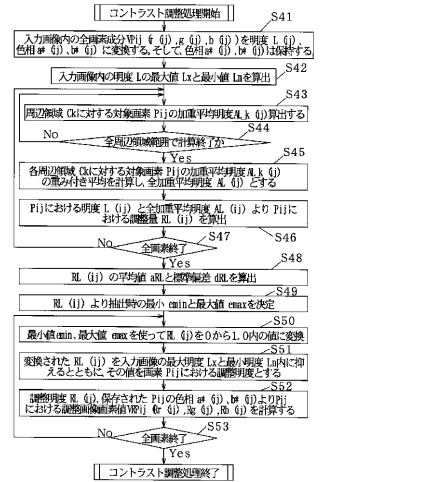 コントラスト調整処理開始
S41
入力画像内の全画素成分VPij (r (ij),g (ij),b (ij) )を明度 L (ij)、
色相 a* (ij)、b* (ij) に変換する。そして、色相a* (ij)、b* (ij)は保持する。
S42
入力画像内の明度 Lの最大値 Lxと最小値 Lnを算出
S43
周辺領域 Ckに対する対象画素 Pijの加重平均明度AL_k (ij)算出する
S44
No
全周辺領域範囲で計算終了か
Yes
S45
各周辺領域 Ckに対する対象画素 Pijの加重平均明度AL_k (ij)
の重み付き平均を計算し、全加重平均明度 AL (ij) とする
Pijにおける明度 L (ij) と全加重平均明度 AL (ij) よりPijに
おける調整量 RL (ij) を算出
S46
No
S47
全画素終了
Yes
S48
RL (ij) の平均値 aRLと標準偏差 dRLを算出
S49
RL (ij) より抽出時の最小 eminと最大値 emaxを決定
S50
最小値emin、最大値 emaxを使ってRL (ij)を0から1.0内の値に変換
S51
変換された RL (ij) を入力画像の最大明度 Lxと最小明度 Ln内に抑
えるとともに、その値を画素 Pijにおける調整明度とする
S52
調整明度 RL (ij)、保存された Pijの色相 a* (ij)、b* (ij)よりPij
における調整画像画素値VRPij (Rr (ij),Rg (ij),Rb (ij))を計算する
No
S53
全画素終了
Yes
コントラスト調整処理終了